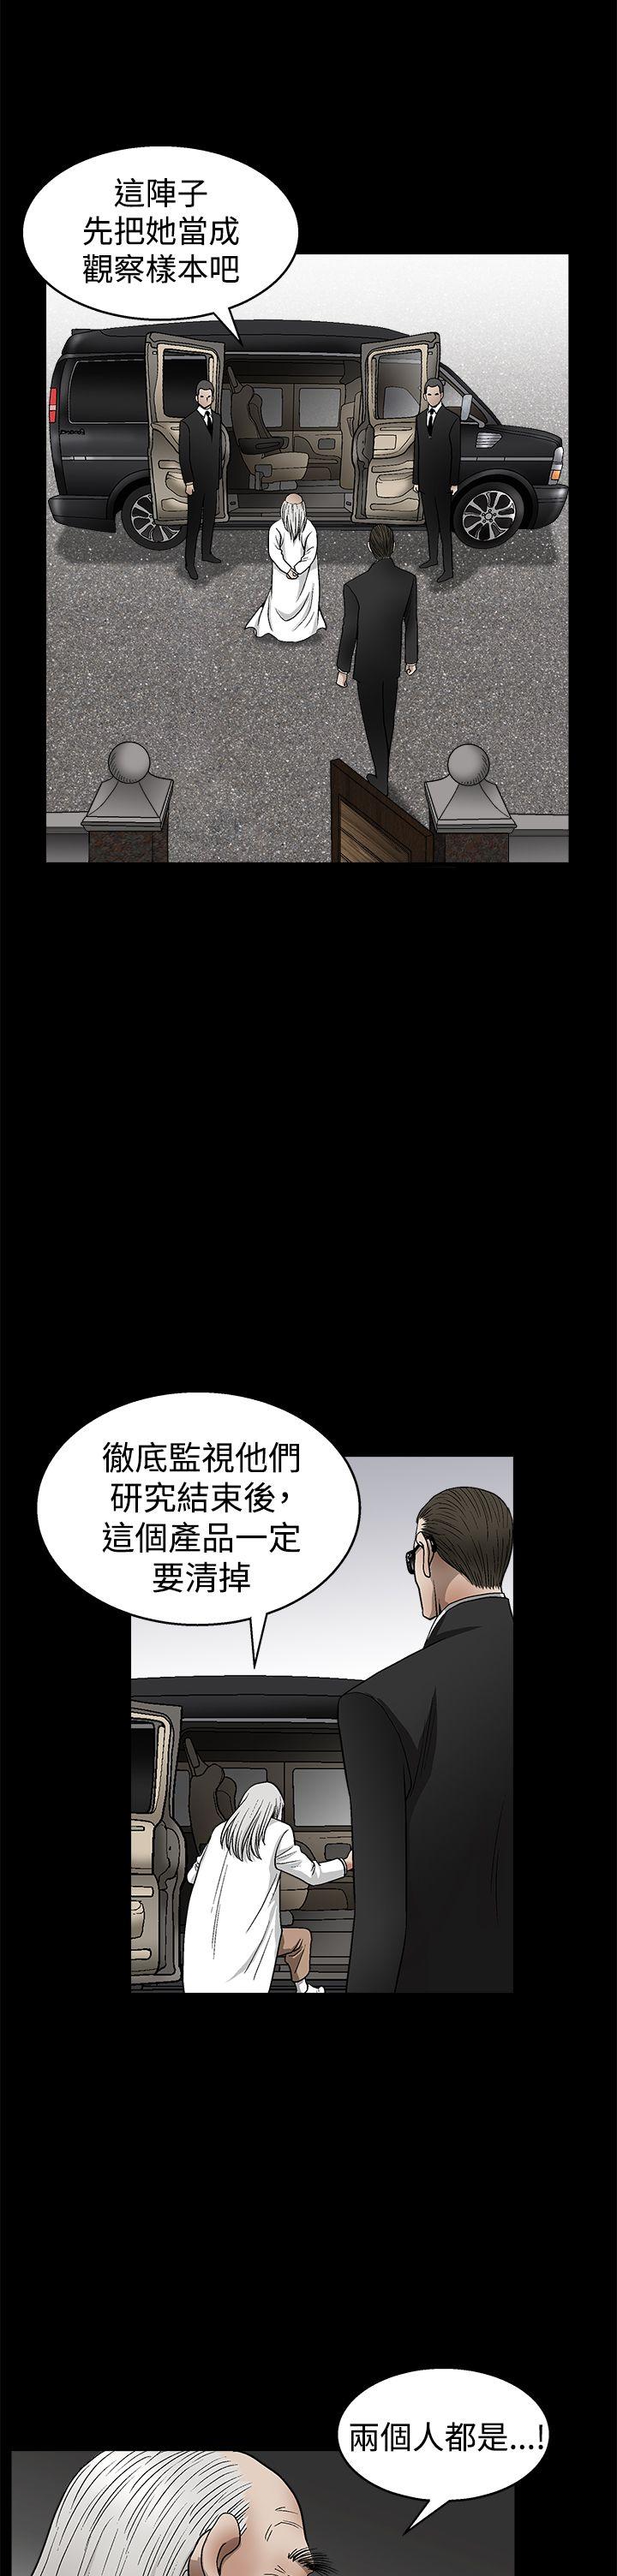 這陣子
先把她當成
觀察樣本吧
徹底監視他們
研究結束後，
這個產品一定
要清掉
兩個人都是...!